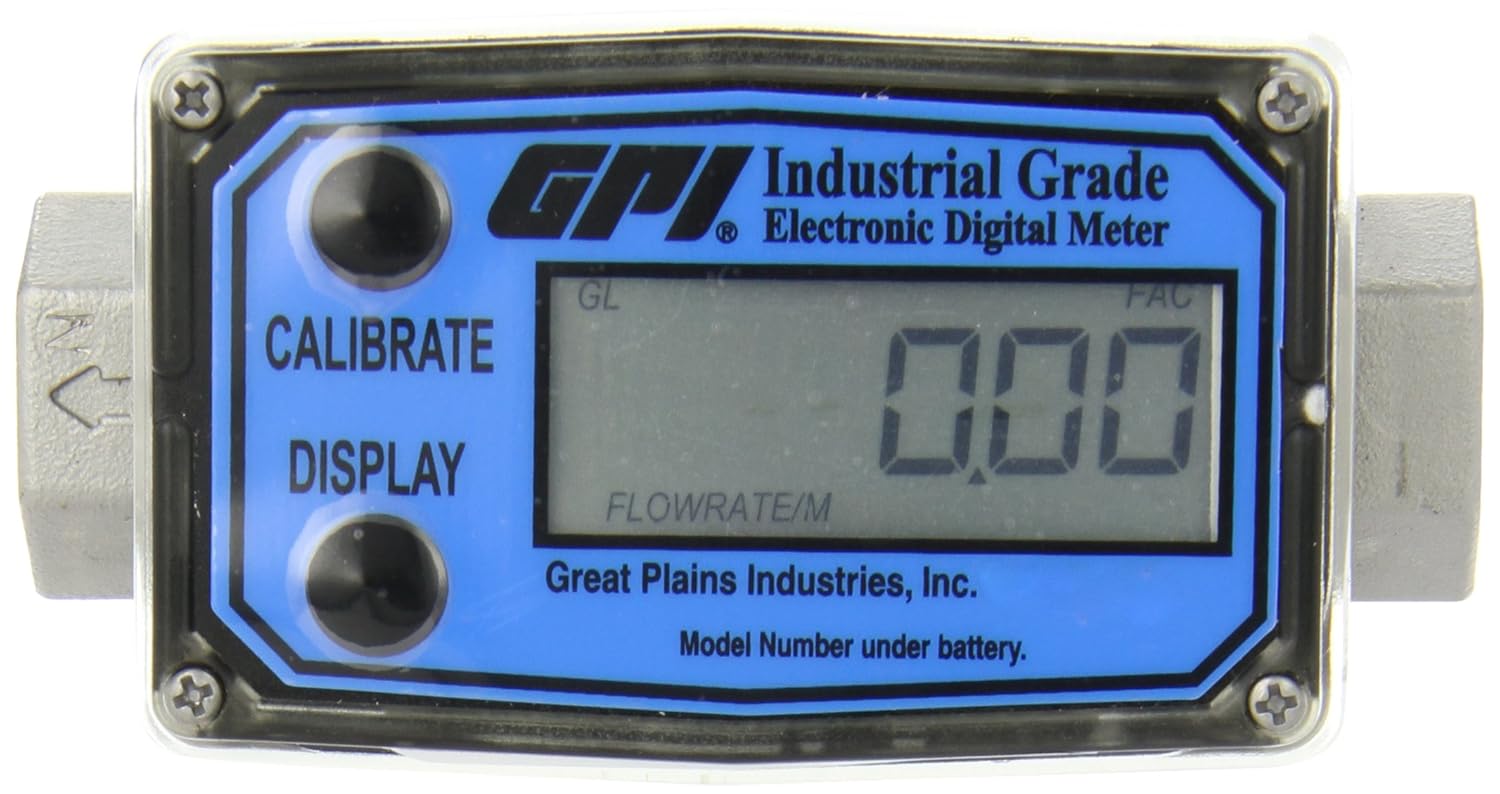 GPI® Industrial Grade
Electronic Digital Meter
CALIBRATE
DISPLAY
GL FAC
0.00
FLOWRATE/M
Great Plains Industries, Inc.
Model Number under battery.